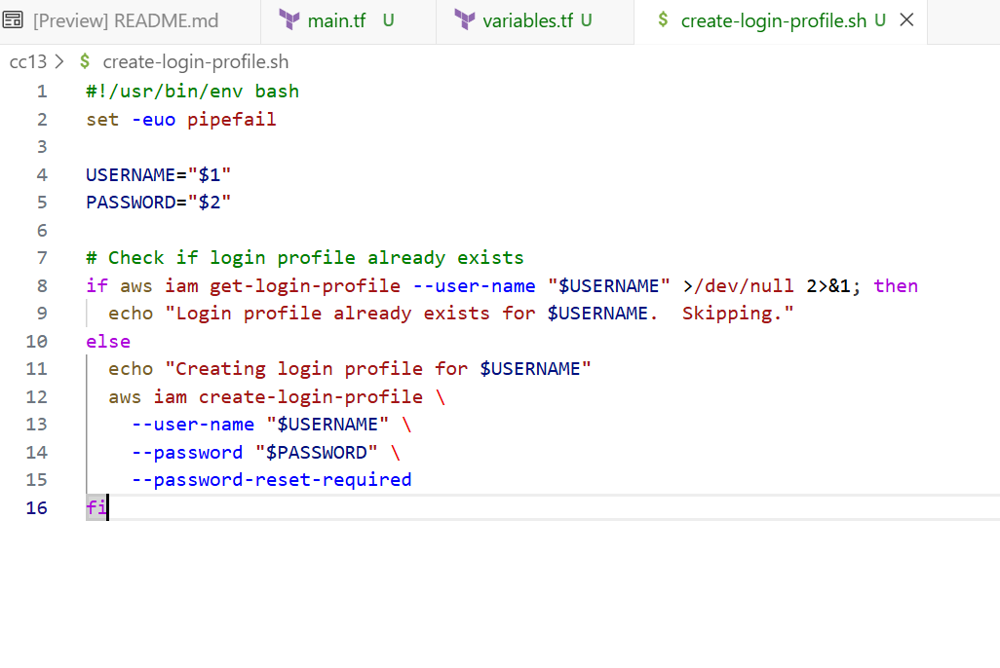 [Preview] README.md main.tf U variables.tf U $ create-login-profile.sh U
cc13 > $ create-login-profile.sh
1 #!/usr/bin/env bash
2 set -euo pipefail
3
4 USERNAME="$1"
5 PASSWORD="$2"
6
7 # Check if login profile already exists
8 if aws iam get-login-profile --user-name "$USERNAME" >/dev/null 2>&1; then
9   echo "Login profile already exists for $USERNAME.  Skipping."
10 else
11   echo "Creating login profile for $USERNAME"
12   aws iam create-login-profile \
13     --user-name "$USERNAME" \
14     --password "$PASSWORD" \
15     --password-reset-required
16 fi